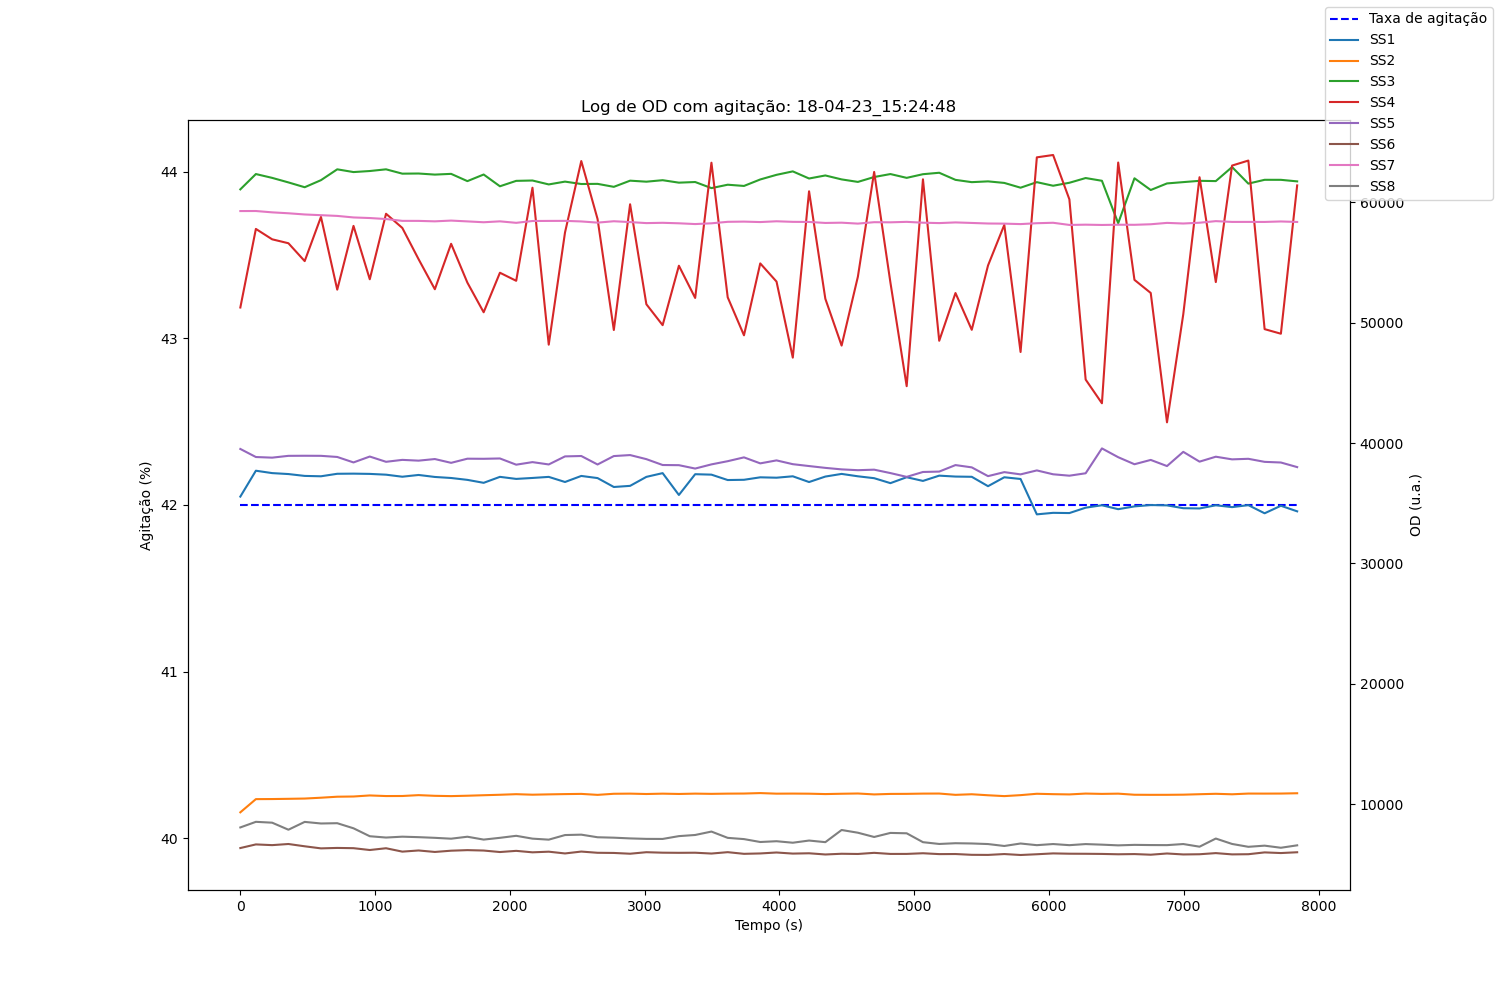 Taxa de agitação
SS1
SS2
SS3
SS4
SS5
SS6
SS7
SS8
Log de OD com agitação: 18-04-23_15:24:48
44
43
42
41
40
Agitação (%)
60000
50000
40000
30000
20000
10000
OD (u.a.)
0 1000 2000 3000 4000 5000 6000 7000 8000
Tempo (s)